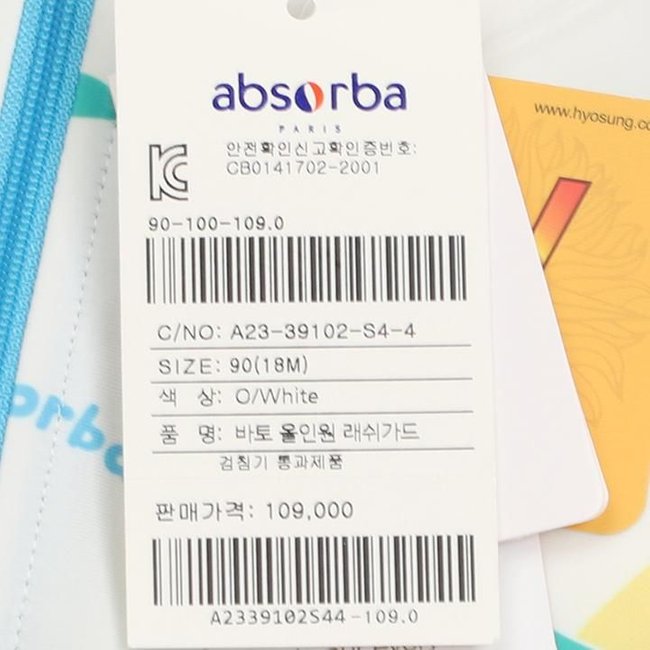 absorba
PARIS
안전확인신고확인증번호:
CB0141702-2001
90-100-109.0
C/NO: A23-39102-S4-4
SIZE: 90(18M)
색 상: O/White
품 명: 바토 올인원 래쉬가드
검침기 통과제품
판매가격: 109,000
A2339102S44-109.0
www.hyosung.co
orba